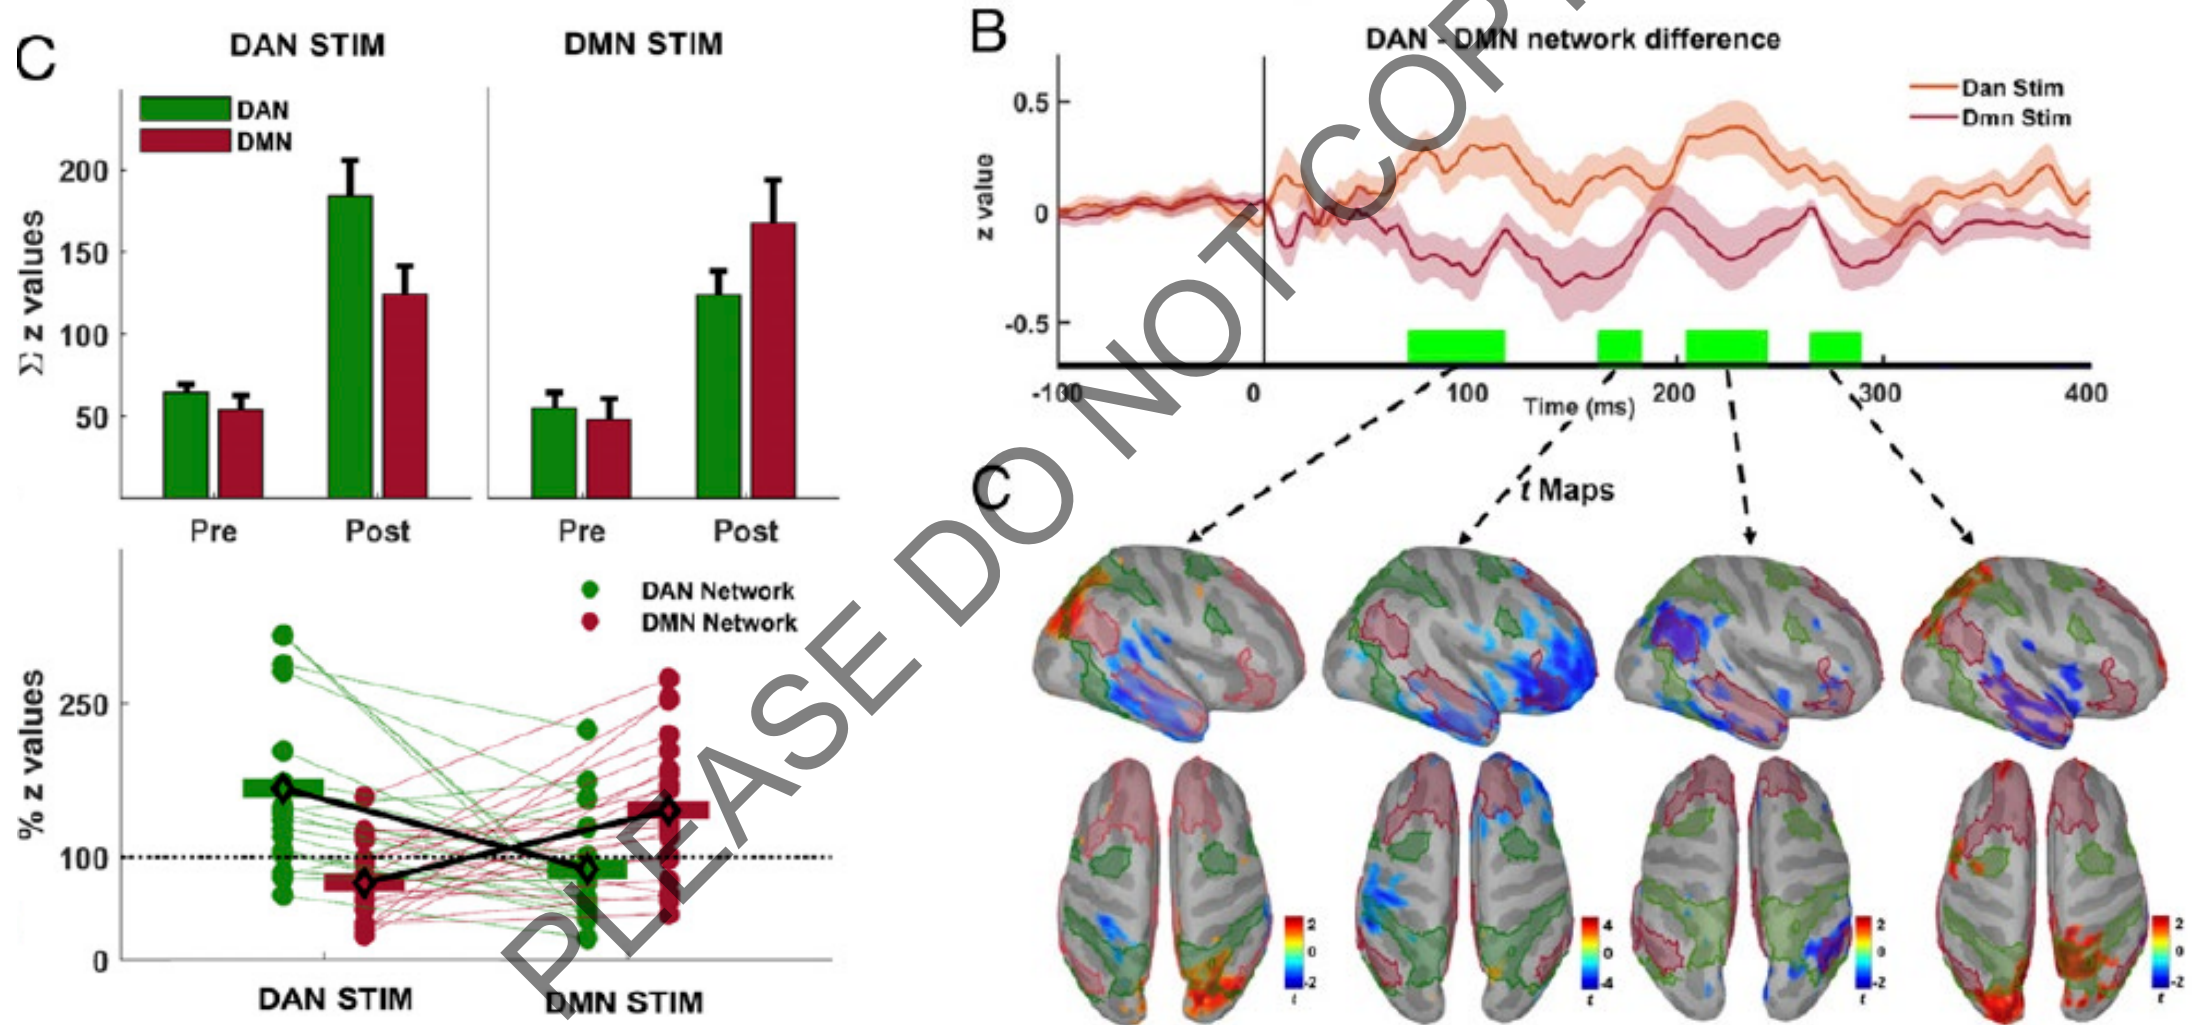 C
DAN STIM
DMN STIM
DAN
DMN
200
150
100
50
∑ z values
Pre
Post
Pre
Post
DAN Network
DMN Network
250
100
0
% z values
DAN STIM
DMN STIM
B
DAN - DMN network difference
Dan Stim
Dmn Stim
0.5
0
-0.5
z value
-100
0
100
200
300
400
Time (ms)
C
t Maps
2
0
-2
t
4
0
-4
t
2
0
-2
t
2
0
-2
t
PLEASE DO NOT COPY